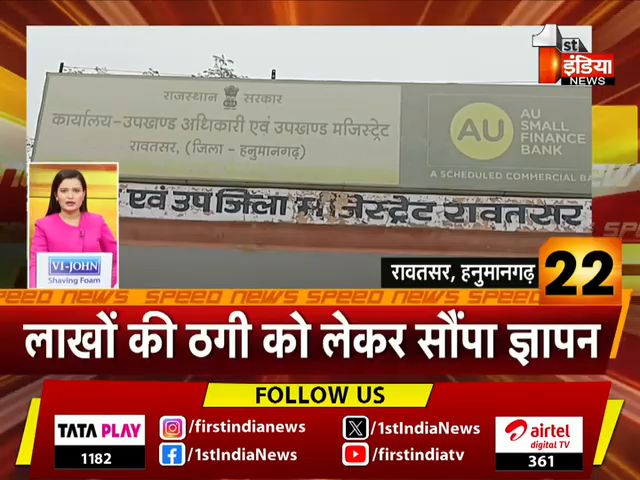 1st
इंडिया
NEWS
राजस्थान सरकार
कार्यालय-उपखण्ड अधिकारी एवं उपखण्ड मजिस्ट्रेट
रावतसर, (जिला - हनुमानगढ़)
AU
AU
SMALL
FINANCE
BANK
A SCHEDULED COMMERCIAL BAN
एवं उप जिला मजिस्ट्रेट रावतसर
VI-JOHN
Shaving Foam
रावतसर, हनुमानगढ़
22
SPEED NEWS SPEED NEWS SPEED NEWS SPEED NEWS
लाखों की ठगी को लेकर सौंपा ज्ञापन
FOLLOW US
TATA PLAY
1182
/firstindianews
/1stIndiaNews
/1stIndiaNews
/firstindiatv
airtel
digital TV
361